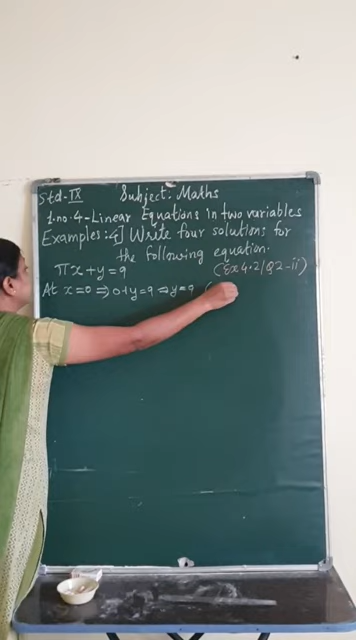 Std-IX Subject: Maths
L.no.4-Linear Equations in two variables
Examples:4] Write four solutions for
the following equation.
πx+y=9 (Ex 4.2/Q2-ii)
At x=0 ⇒ 0+y=9 ⇒ y=9 (